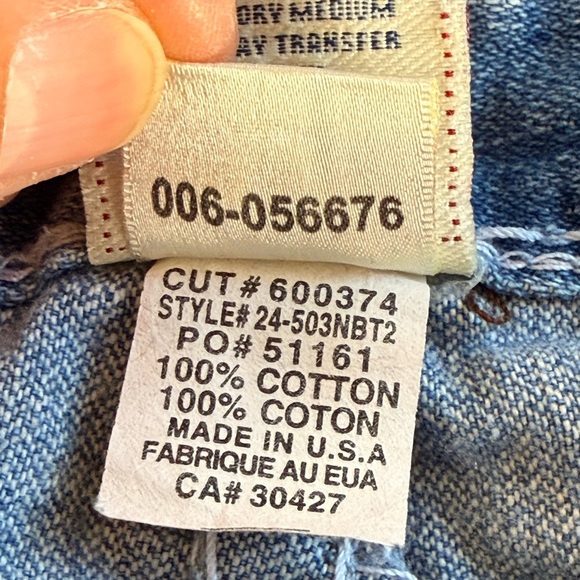 DRY MEDIUM
AY TRANSFER
006-056676
CUT# 600374
STYLE# 24-503NBT2
PO# 51161
100% COTTON
100% COTON
MADE IN U.S.A
FABRIQUE AU EUA
CA# 30427